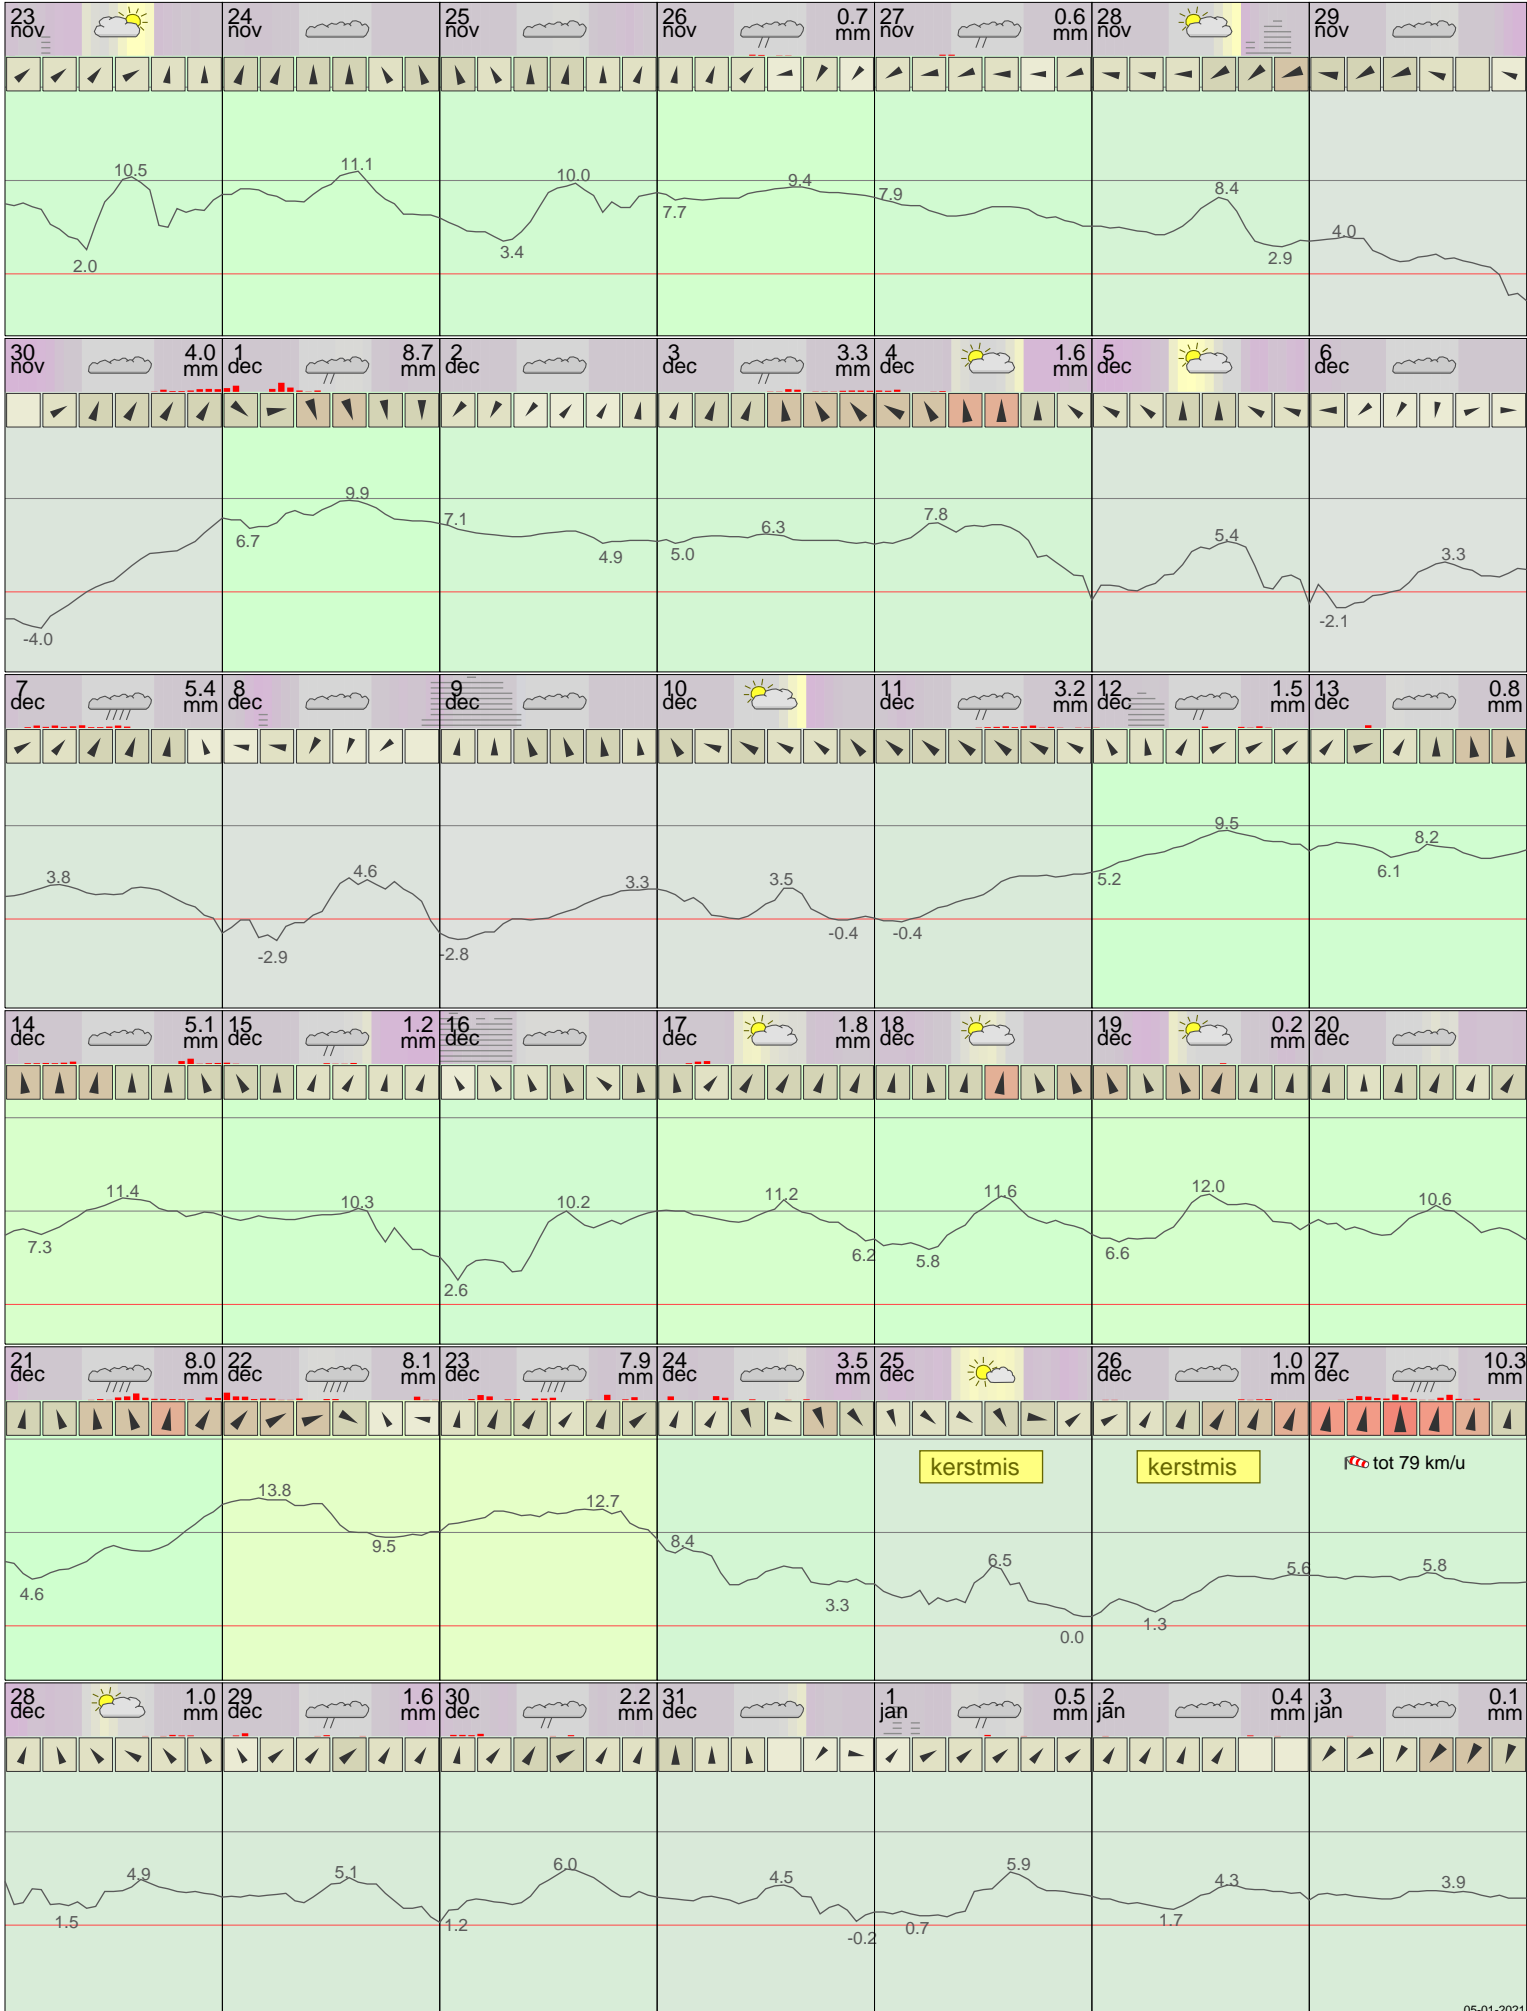 23 nov
24 nov
25 nov
26 nov 0.7 mm
27 nov 0.6 mm
28 nov
29 nov
10.5
2.0
11.1
3.4
10.0
7.7
9.4
7.9
8.4
2.9
4.0
30 nov 4.0 mm
1 dec 8.7 mm
2 dec
3 dec 3.3 mm
4 dec 1.6 mm
5 dec
6 dec
-4.0
6.7
9.9
7.1
4.9
5.0
6.3
7.8
5.4
-2.1
3.3
7 dec 5.4 mm
8 dec
9 dec
10 dec
11 dec 3.2 mm
12 dec 1.5 mm
13 dec 0.8 mm
3.8
-2.9
4.6
-2.8
3.3
3.5
-0.4
-0.4
5.2
9.5
6.1
8.2
14 dec 5.1 mm
15 dec 1.2 mm
16 dec
17 dec 1.8 mm
18 dec
19 dec 0.2 mm
20 dec
7.3
11.4
10.3
2.6
10.2
11.2
6.2
5.8
11.6
6.6
12.0
10.6
21 dec 8.0 mm
22 dec 8.1 mm
23 dec 7.9 mm
24 dec 3.5 mm
25 dec
26 dec 1.0 mm
27 dec 10.3 mm
kerstmis
kerstmis
tot 79 km/u
4.6
13.8
9.5
12.7
8.4
3.3
6.5
0.0
1.3
5.6
5.8
28 dec 1.0 mm
29 dec 1.6 mm
30 dec 2.2 mm
31 dec
1 jan 0.5 mm
2 jan 0.4 mm
3 jan 0.1 mm
1.5
4.9
5.1
1.2
6.0
4.5
-0.2
0.7
5.9
1.7
4.3
3.9
05-01-2021